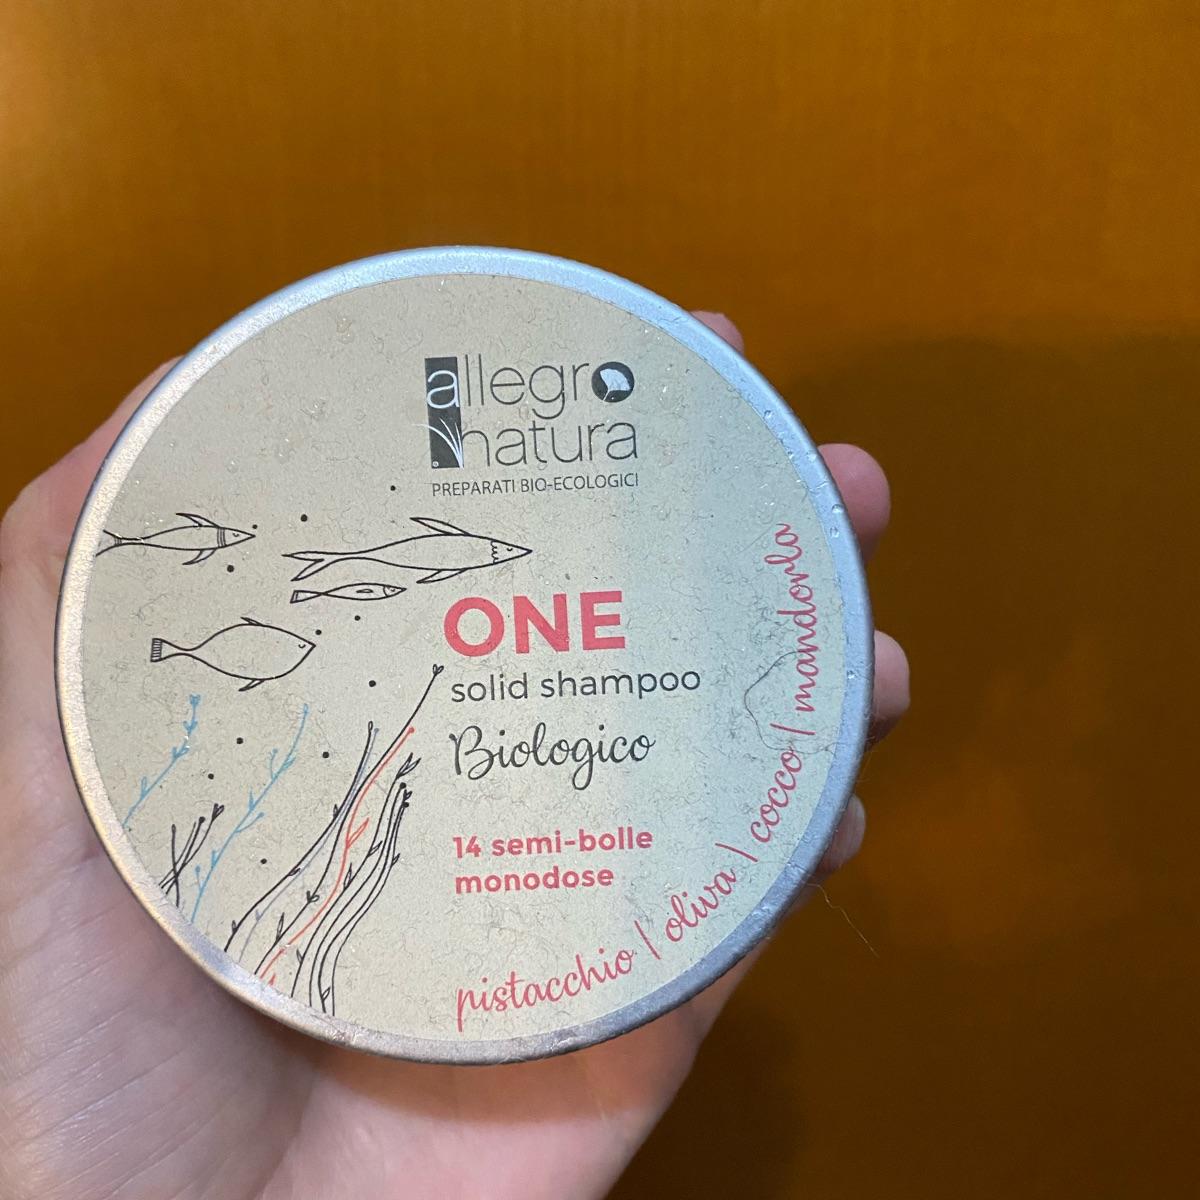 allegro
natura
PREPARATI BIO-ECOLOGICI
ONE
solid shampoo
Biologico
14 semi-bolle
monodose
pistacchio / oliva / cocco / mandorla